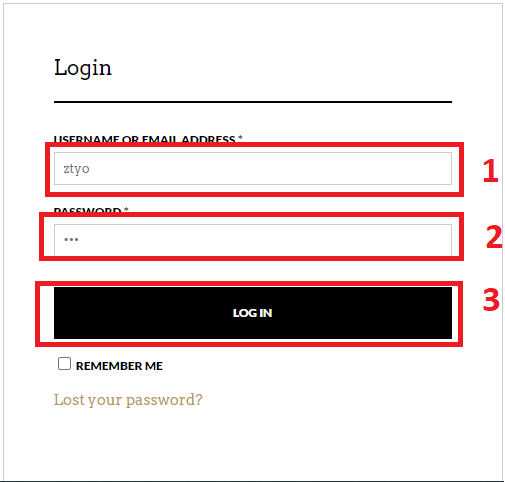 Login
USERNAME OR EMAIL ADDRESS *
ztyo
1
PASSWORD *
•••
2
LOG IN
3
REMEMBER ME
Lost your password?